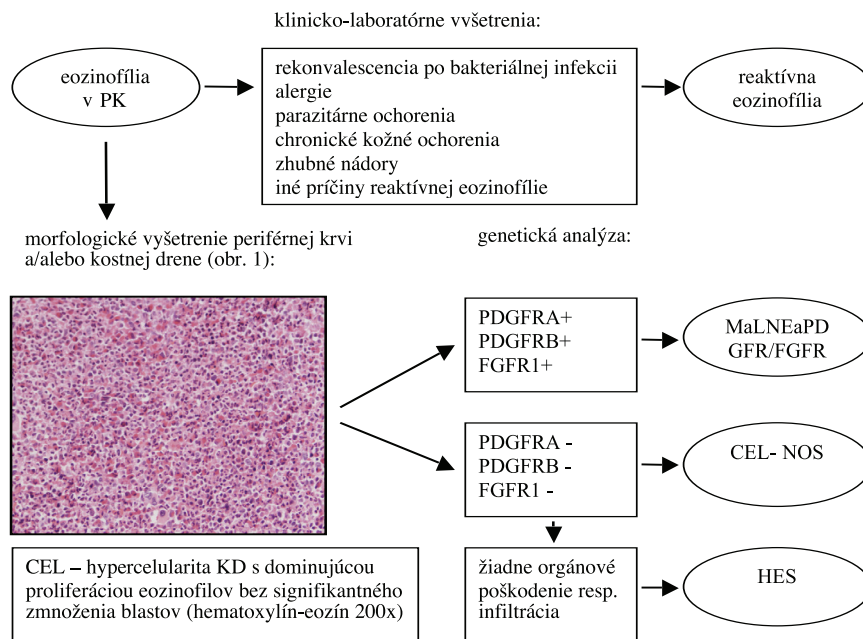 klinicko-laboratórne vvšetrenia:
eozinofília
v PK
rekonvalescencia po bakteriálnej infekcii
alergie
parazitárne ochorenia
chronické kožné ochorenia
zhubné nádory
iné príčiny reaktívnej eozinofílie
reaktívna
eozinofília
morfologické vyšetrenie periférnej krvi
a/alebo kostnej drene (obr. 1):
genetická analýza:
PDGFRA+
PDGFRB+
FGFR1+
MaLNEaPD
GFR/FGFR
PDGFRA -
PDGFRB -
FGFR1 -
CEL- NOS
CEL – hypercelularita KD s dominujúcou
proliferáciou eozinofilov bez signifikantného
zmnoženia blastov (hematoxylín-eozín 200x)
žiadne orgánové
poškodenie resp.
infiltrácia
HES